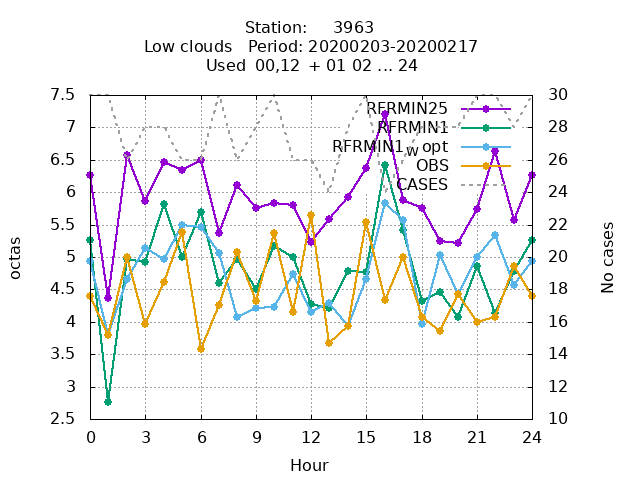 Station: 3963
Low clouds Period: 20200203-20200217
Used 00,12 + 01 02 ... 24
7.5 30
RFRMIN25
7 28
RFRMIN1
RFRMIN1_w opt
6.5 26
OBS
CASES
6 24
5.5 22
5 20
4.5 18
4 16
3.5 14
3 12
2.5 10
octas
No cases
0 3 6 9 12 15 18 21 24
Hour